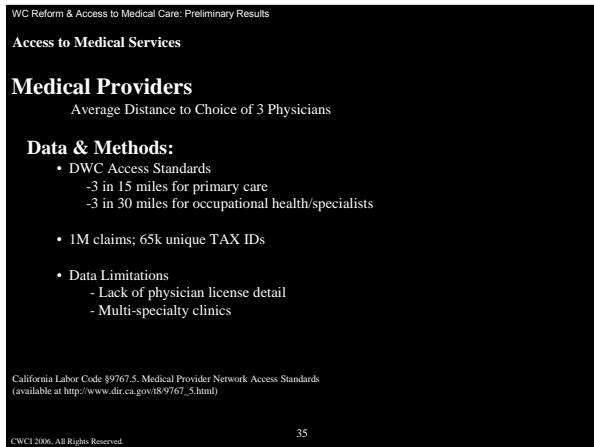 WC Reform & Access to Medical Care: Preliminary Results
Access to Medical Services
Medical Providers
Average Distance to Choice of 3 Physicians
Data & Methods:
• DWC Access Standards
-3 in 15 miles for primary care
-3 in 30 miles for occupational health/specialists
• 1M claims; 65k unique TAX IDs
• Data Limitations
- Lack of physician license detail
- Multi-specialty clinics
California Labor Code §9767.5. Medical Provider Network Access Standards
(available at http://www.dir.ca.gov/t8/9767_5.html)
35
CWCI 2006, All Rights Reserved.